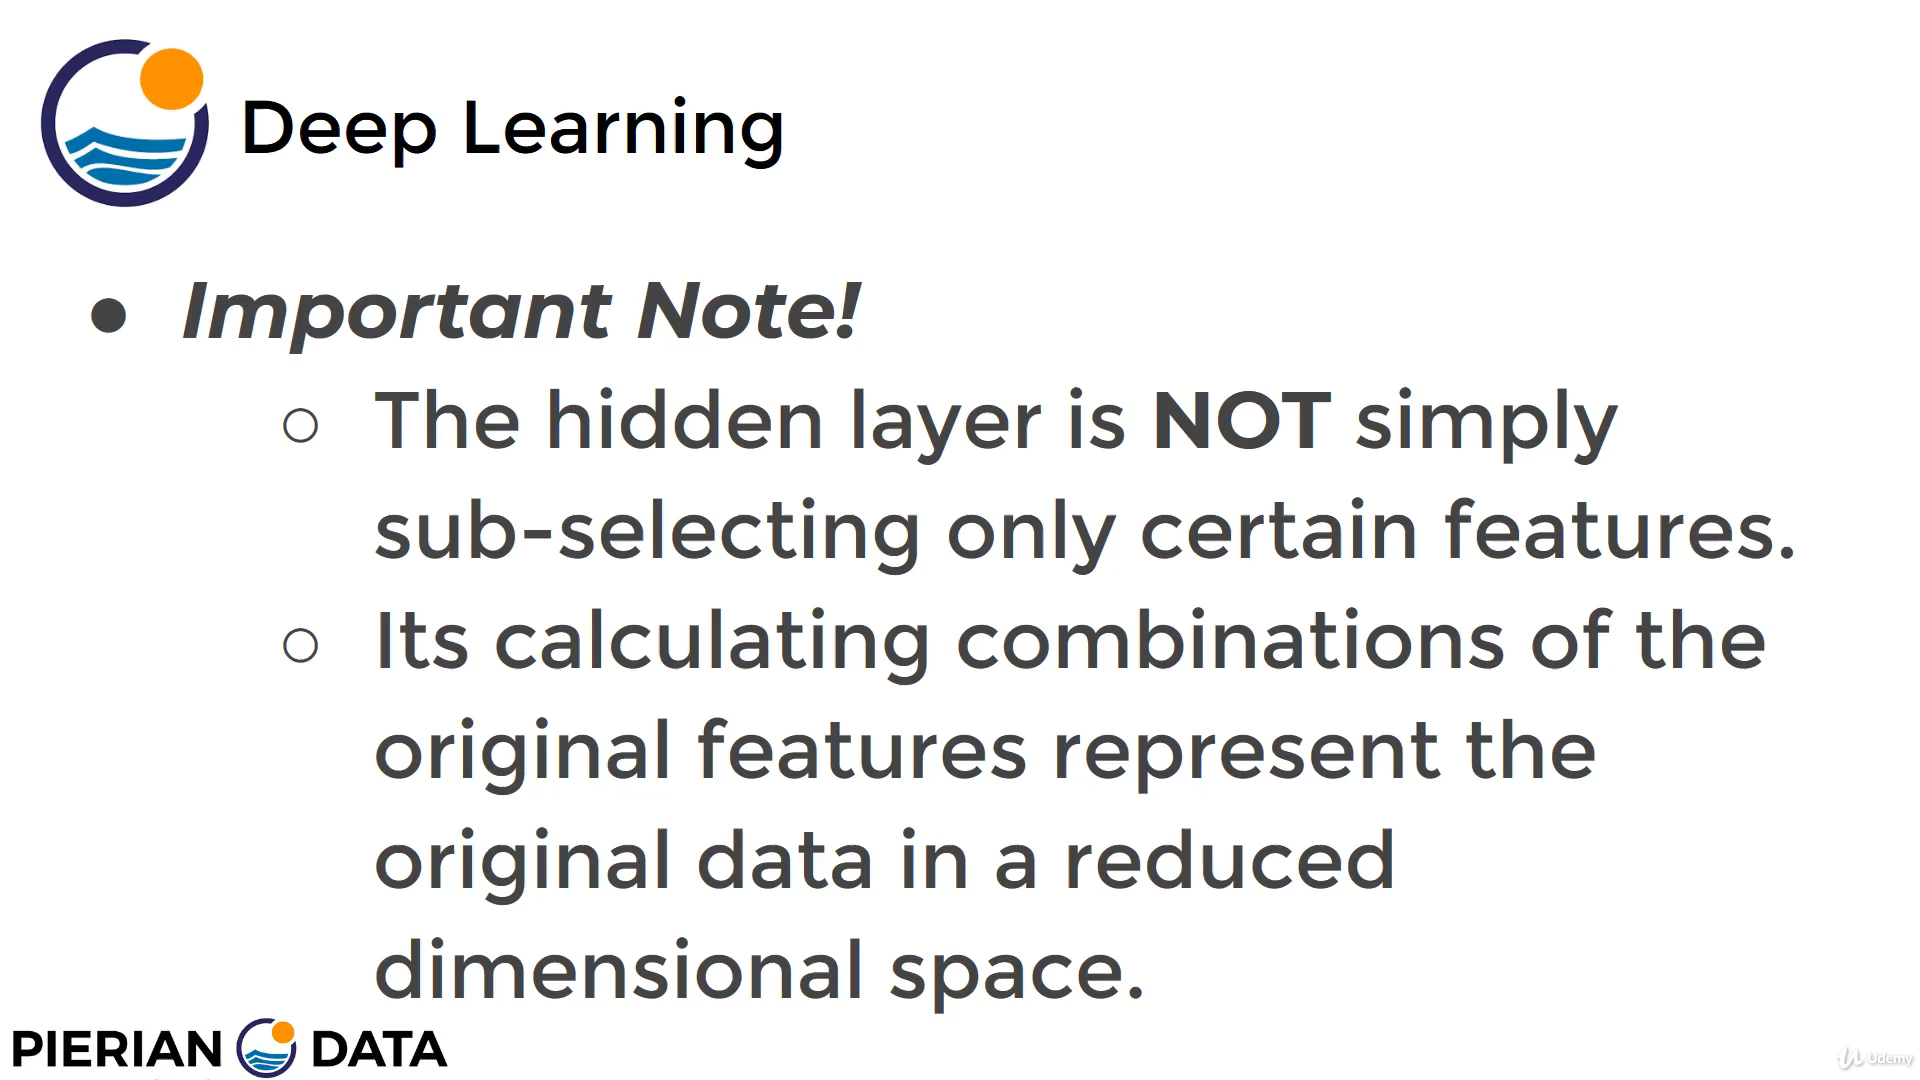 Deep Learning
● Important Note!
○ The hidden layer is NOT simply
sub-selecting only certain features.
○ Its calculating combinations of the
original features represent the
original data in a reduced
dimensional space.
PIERIAN DATA
Udemy